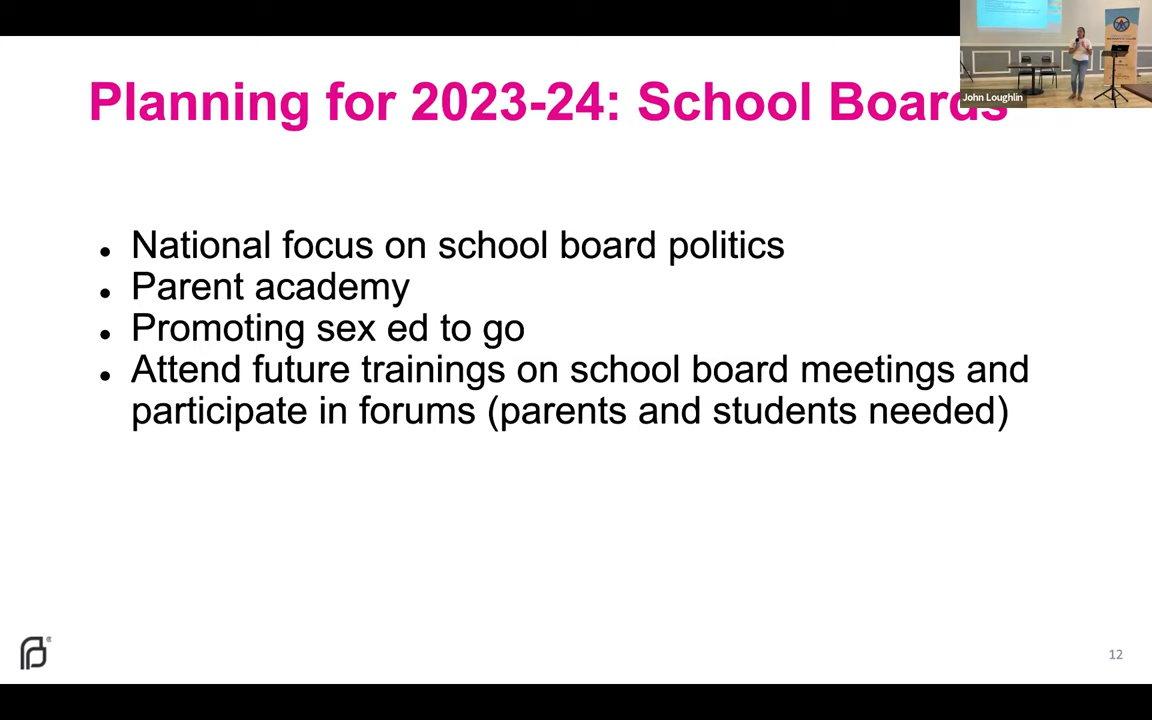 Planning for 2023-24: School Boards
John Loughlin
National focus on school board politics
Parent academy
Promoting sex ed to go
Attend future trainings on school board meetings and
participate in forums (parents and students needed)
12